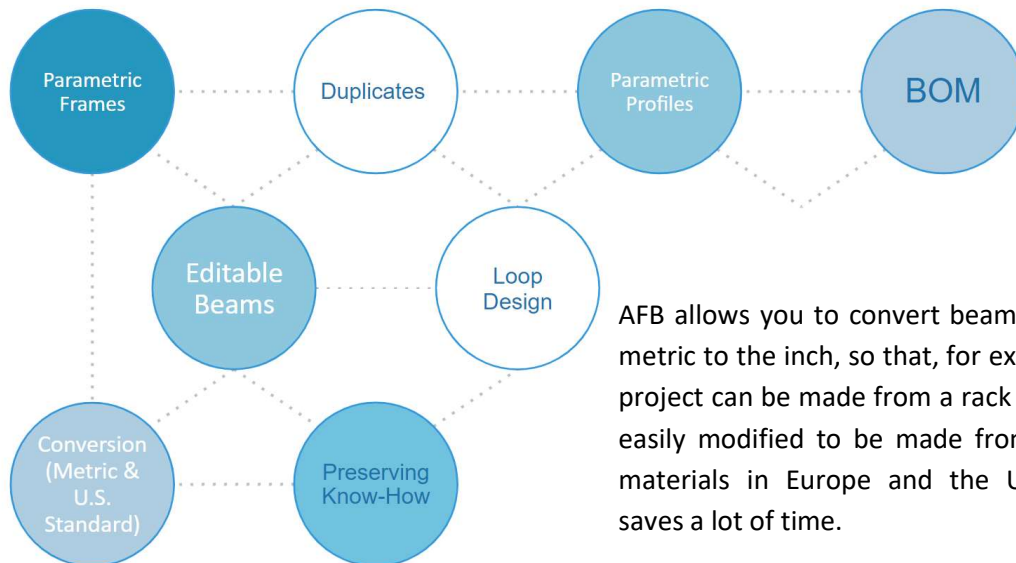 Parametric
Frames
Duplicates
Parametric
Profiles
BOM
Editable
Beams
Loop
Design
Conversion
(Metric &
U.S.
Standard)
Preserving
Know-How
AFB allows you to convert beam
metric to the inch, so that, for ex
project can be made from a rack
easily modified to be made fror
materials in Europe and the U
saves a lot of time.